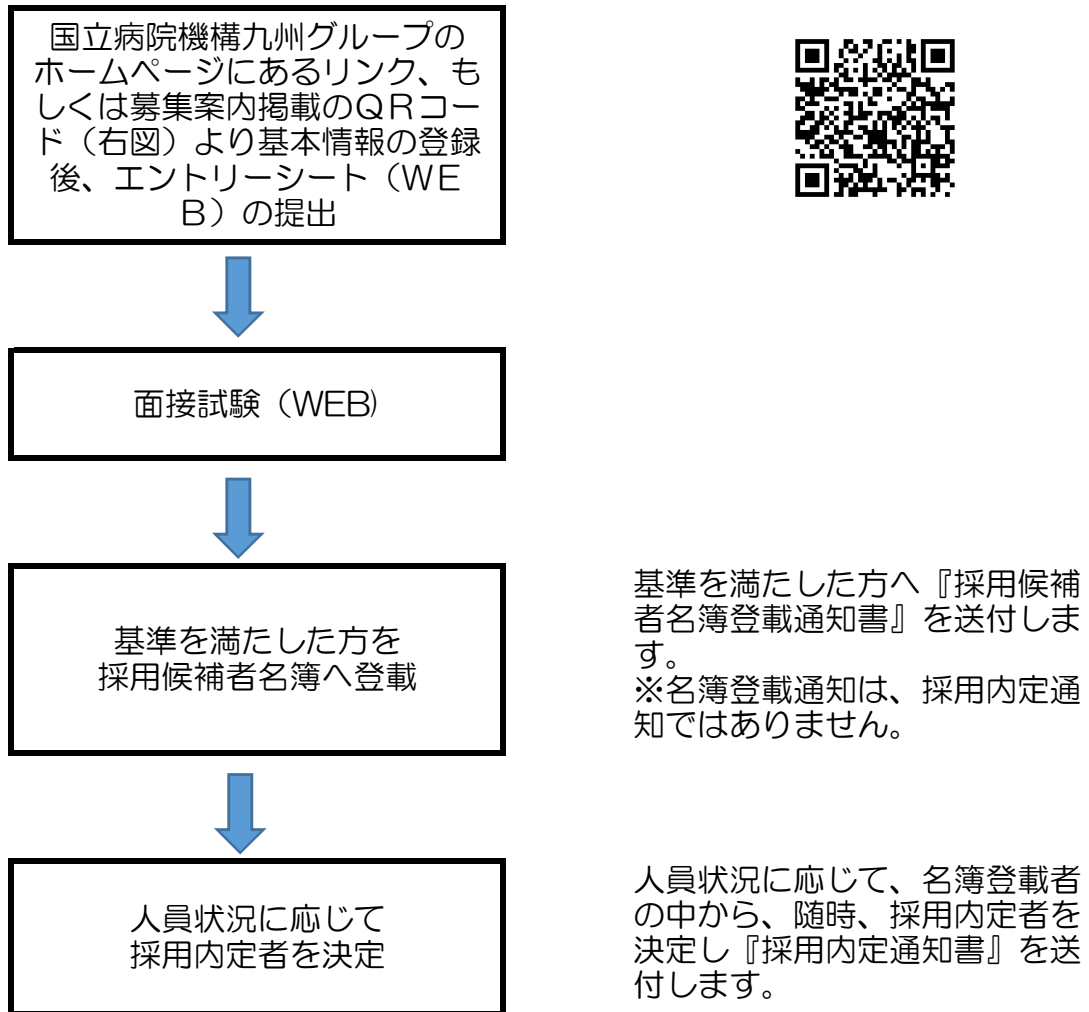 国立病院機構九州グループの
ホームページにあるリンク、も
しくは募集案内掲載のＱＲコー
ド（右図）より基本情報の登録
後、エントリーシート（ＷＥ
Ｂ）の提出
面接試験（WEB)
基準を満たした方を
採用候補者名簿へ登載
基準を満たした方へ『採用候補
者名簿登載通知書』を送付しま
す。
※名簿登載通知は、採用内定通
知ではありません。
人員状況に応じて
採用内定者を決定
人員状況に応じて、名簿登載者
の中から、随時、採用内定者を
決定し『採用内定通知書』を送
付します。